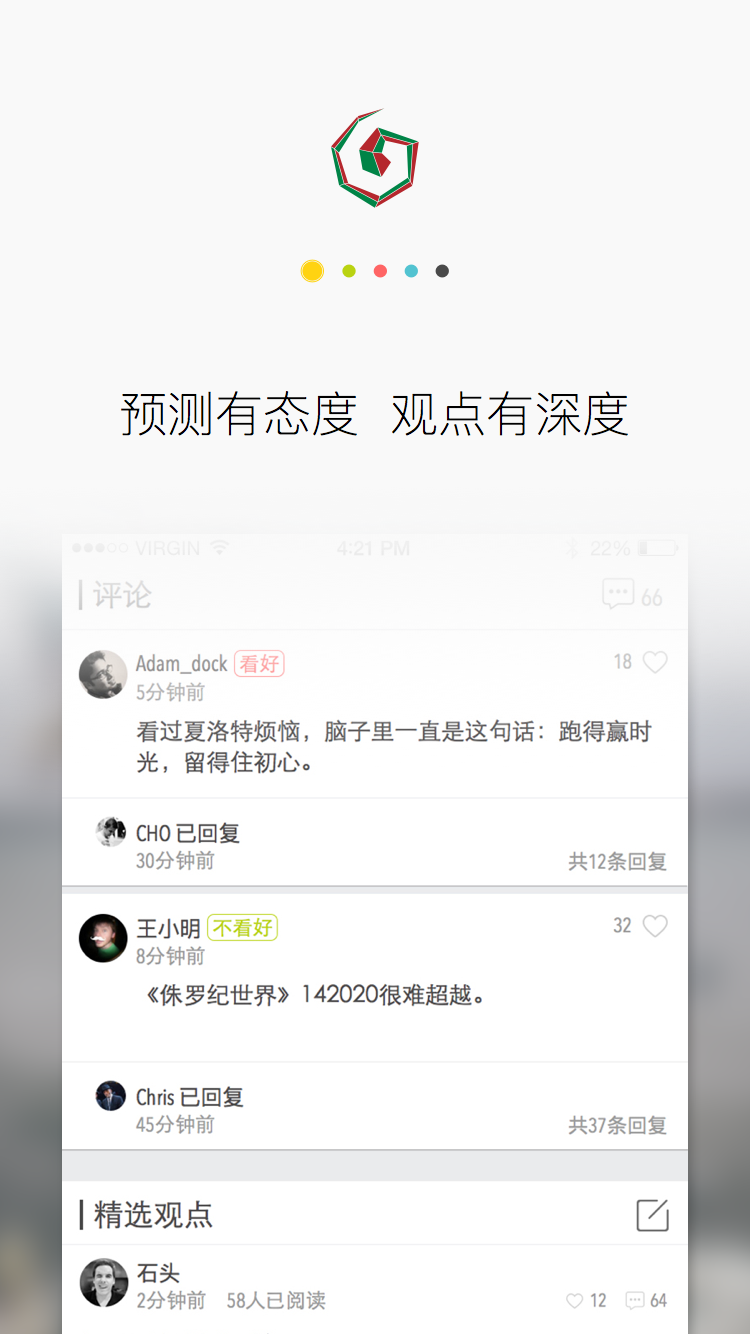 预测有态度 观点有深度
VIRGIN 4:21 PM 22%
评论 66
Adam_dock 看好 18
5分钟前
看过夏洛特烦恼，脑子里一直是这句话：跑得赢时
光，留得住初心。
CHO 已回复
30分钟前 共12条回复
王小明 不看好 32
8分钟前
《侏罗纪世界》142020很难超越。
Chris 已回复
45分钟前 共37条回复
精选观点
石头
2分钟前 58人已阅读 12 64